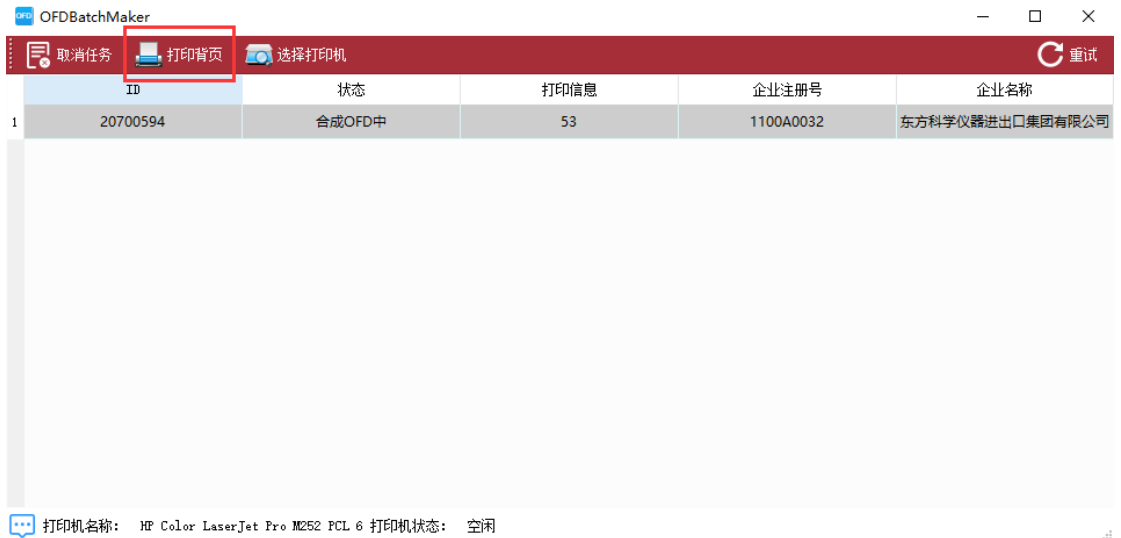 OFD OFDBatchMaker
取消任务 打印背页 选择打印机 重试
ID 状态 打印信息 企业注册号 企业名称
1 20700594 合成OFD中 53 1100A0032 东方科学仪器进出口集团有限公司
打印机名称: HP Color LaserJet Pro M252 PCL 6 打印机状态: 空闲